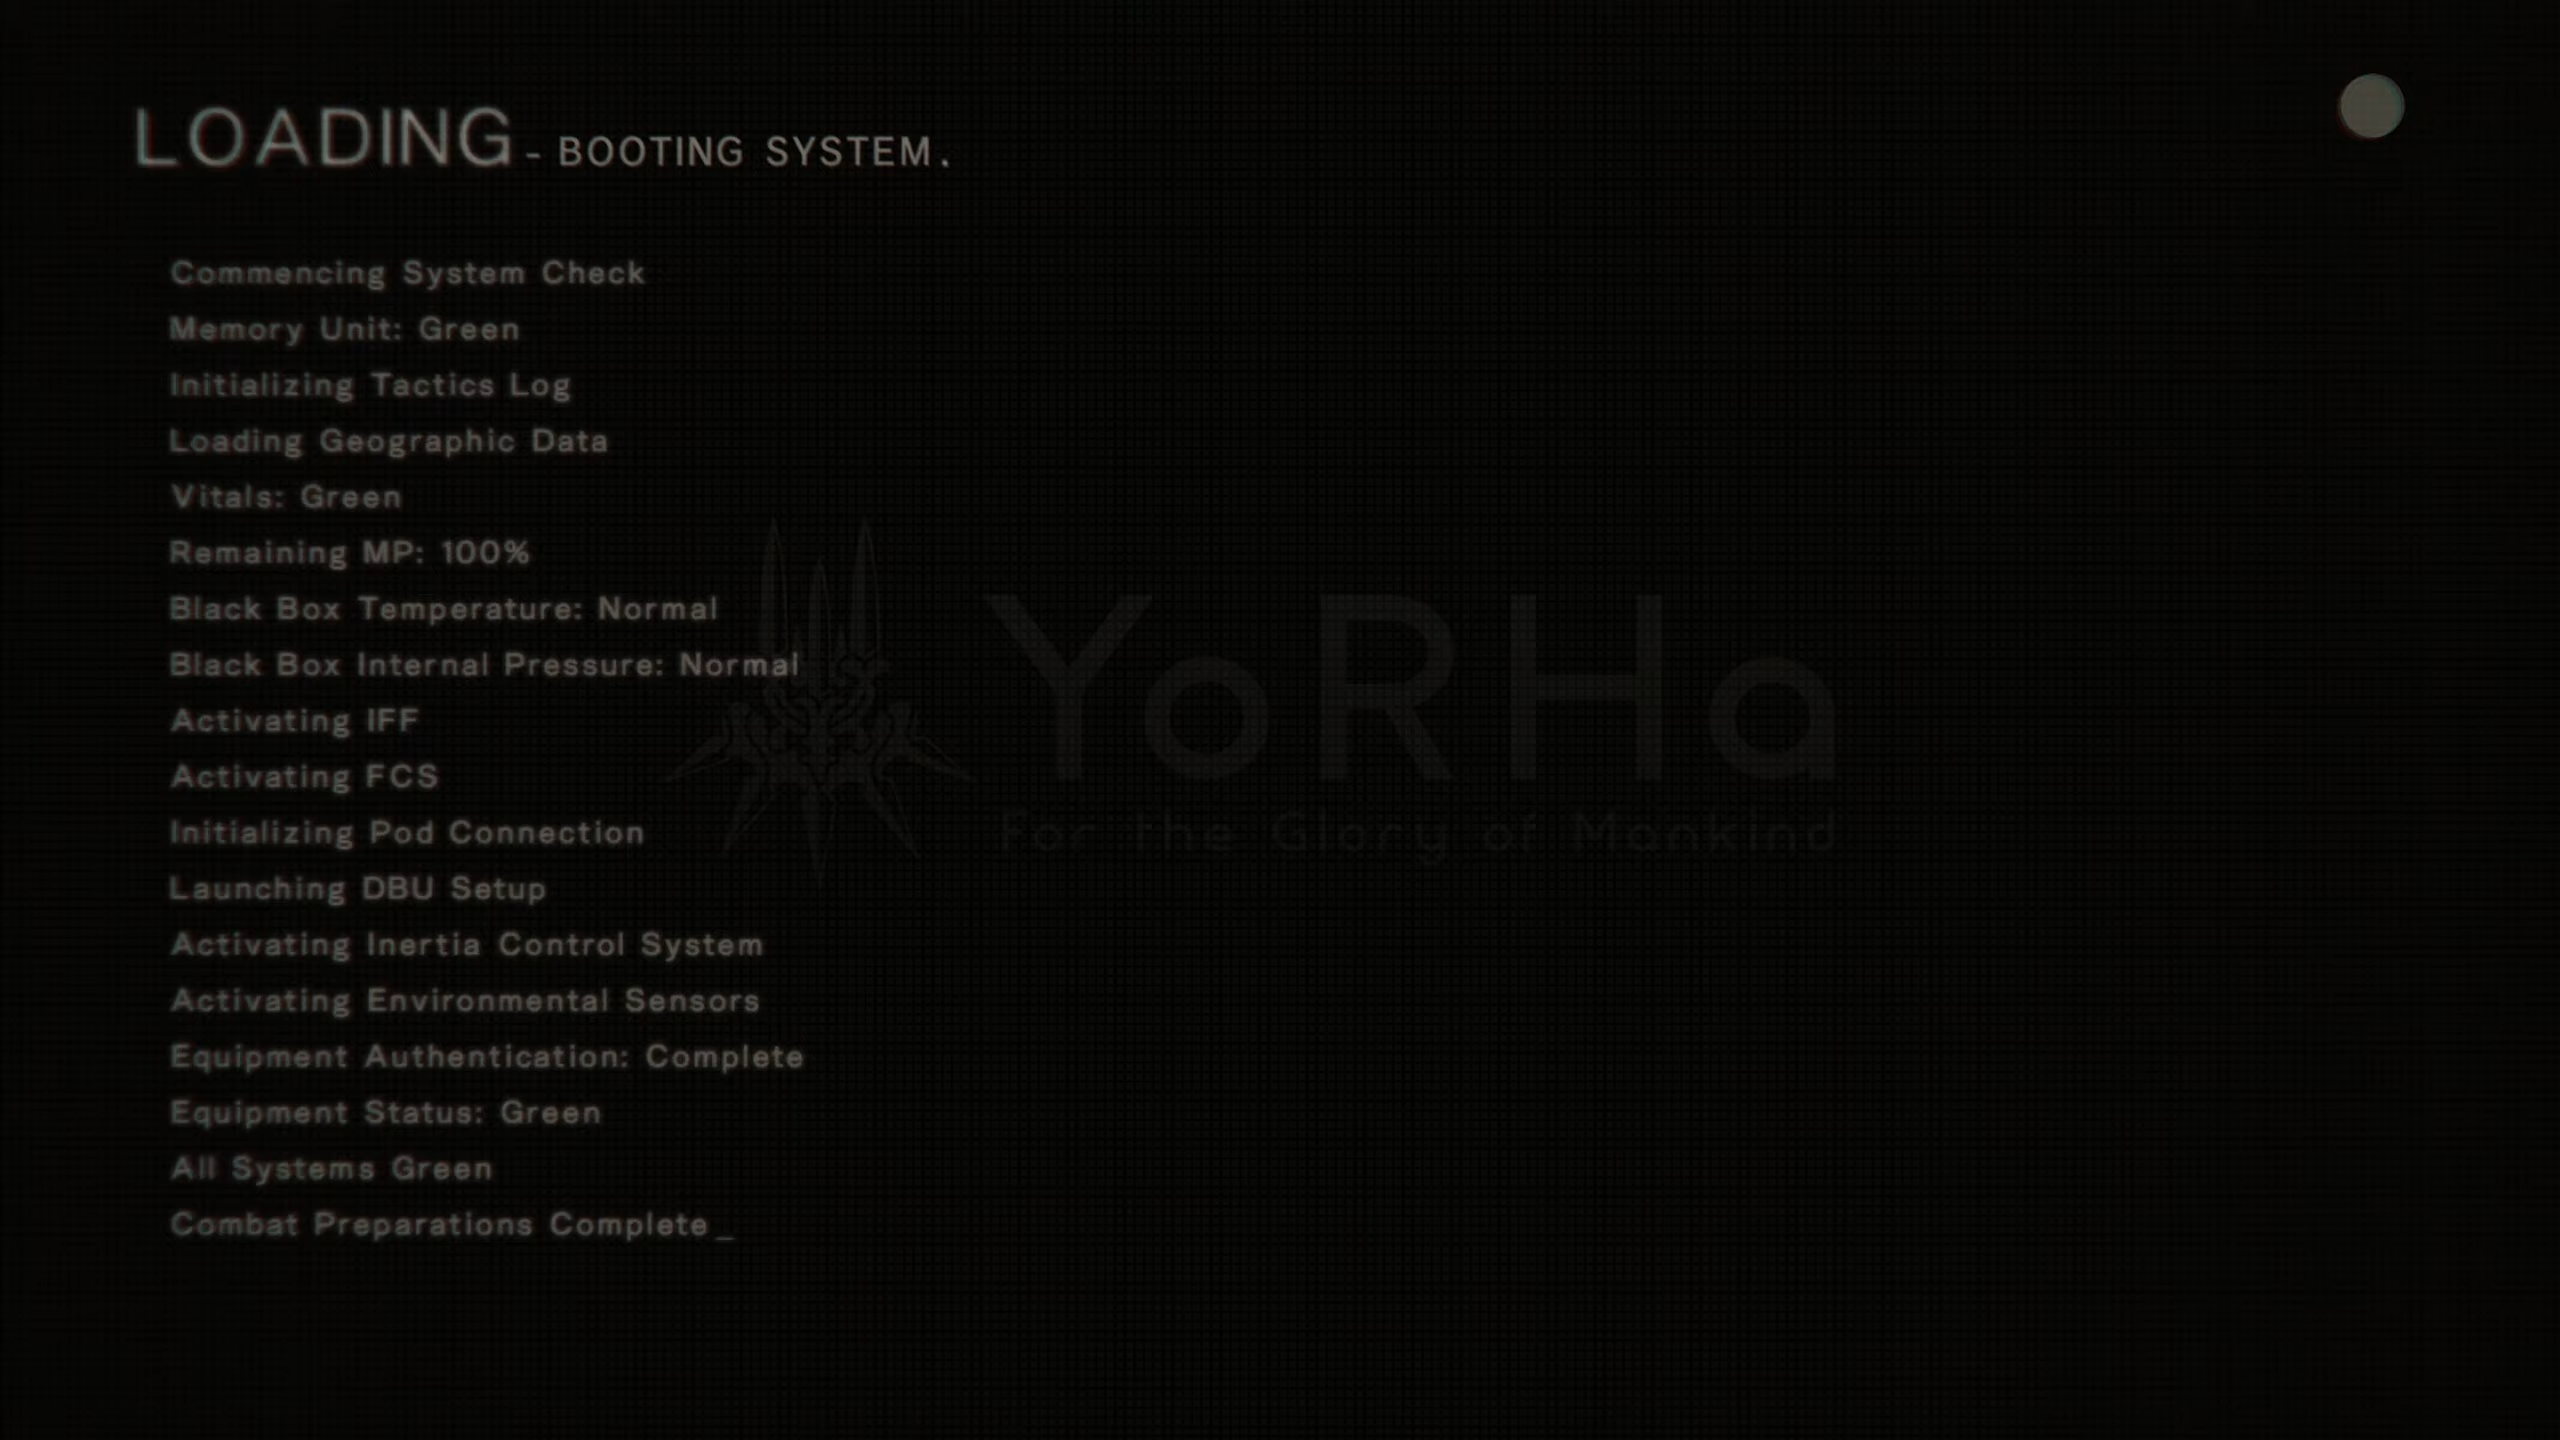 LOADING - BOOTING SYSTEM.
Commencing System Check
Memory Unit: Green
Initializing Tactics Log
Loading Geographic Data
Vitals: Green
Remaining MP: 100%
Black Box Temperature: Normal
Black Box Internal Pressure: Normal
Activating IFF
Activating FCS
Initializing Pod Connection
Launching DBU Setup
Activating Inertia Control System
Activating Environmental Sensors
Equipment Authentication: Complete
Equipment Status: Green
All Systems Green
Combat Preparations Complete_
YoRHa
For the Glory of Mankind